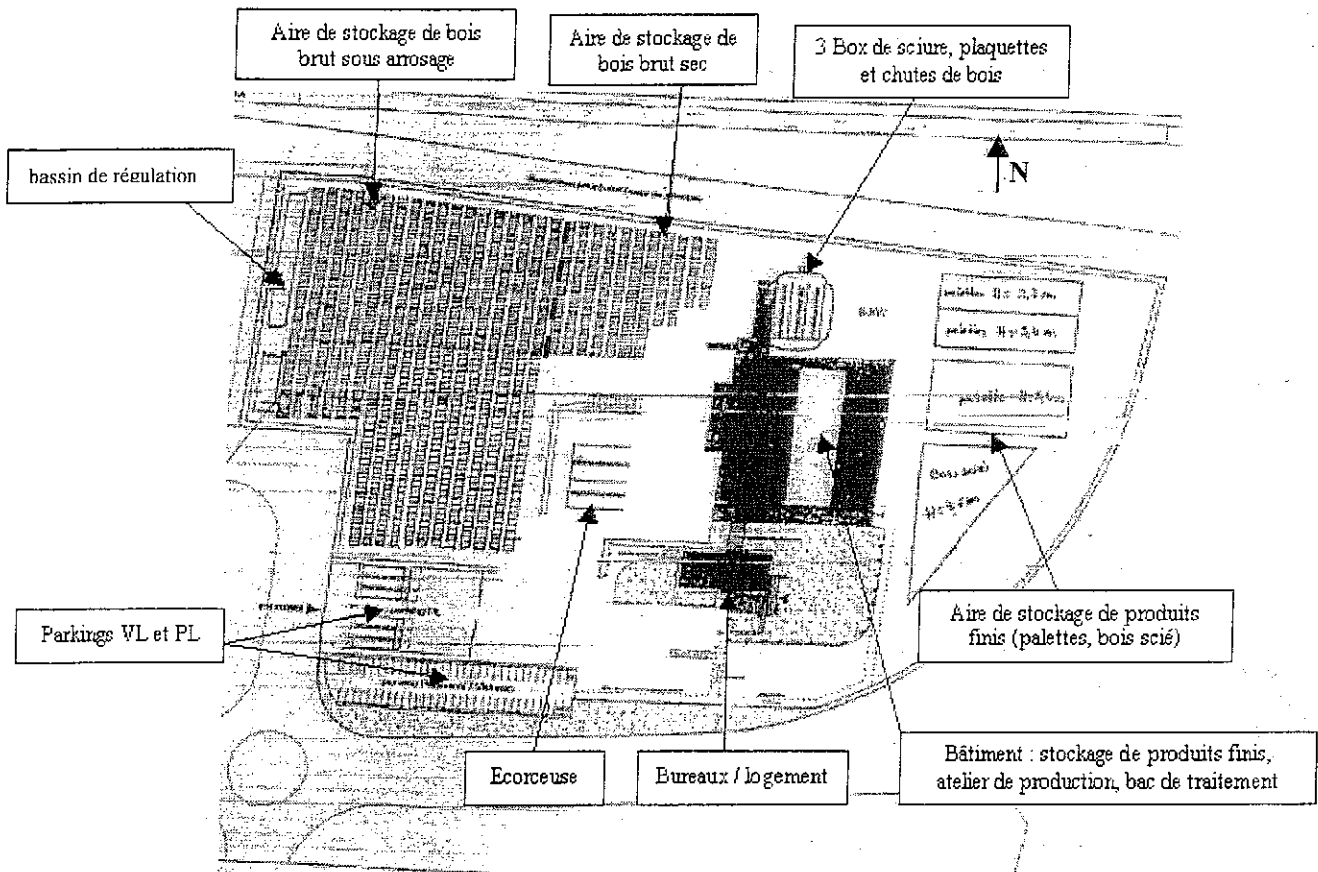 Aire de stockage de bois
brut sous arrosage
Aire de stockage de
bois brut sec
3 Box de sciure, plaquettes
et chutes de bois
N
bassin de régulation
Parkings VL et PL
Aire de stockage de produits
finis (palettes, bois scié)
Ecorceuse
Bureaux / logement
Bâtiment : stockage de produits finis,
atelier de production, bac de traitement